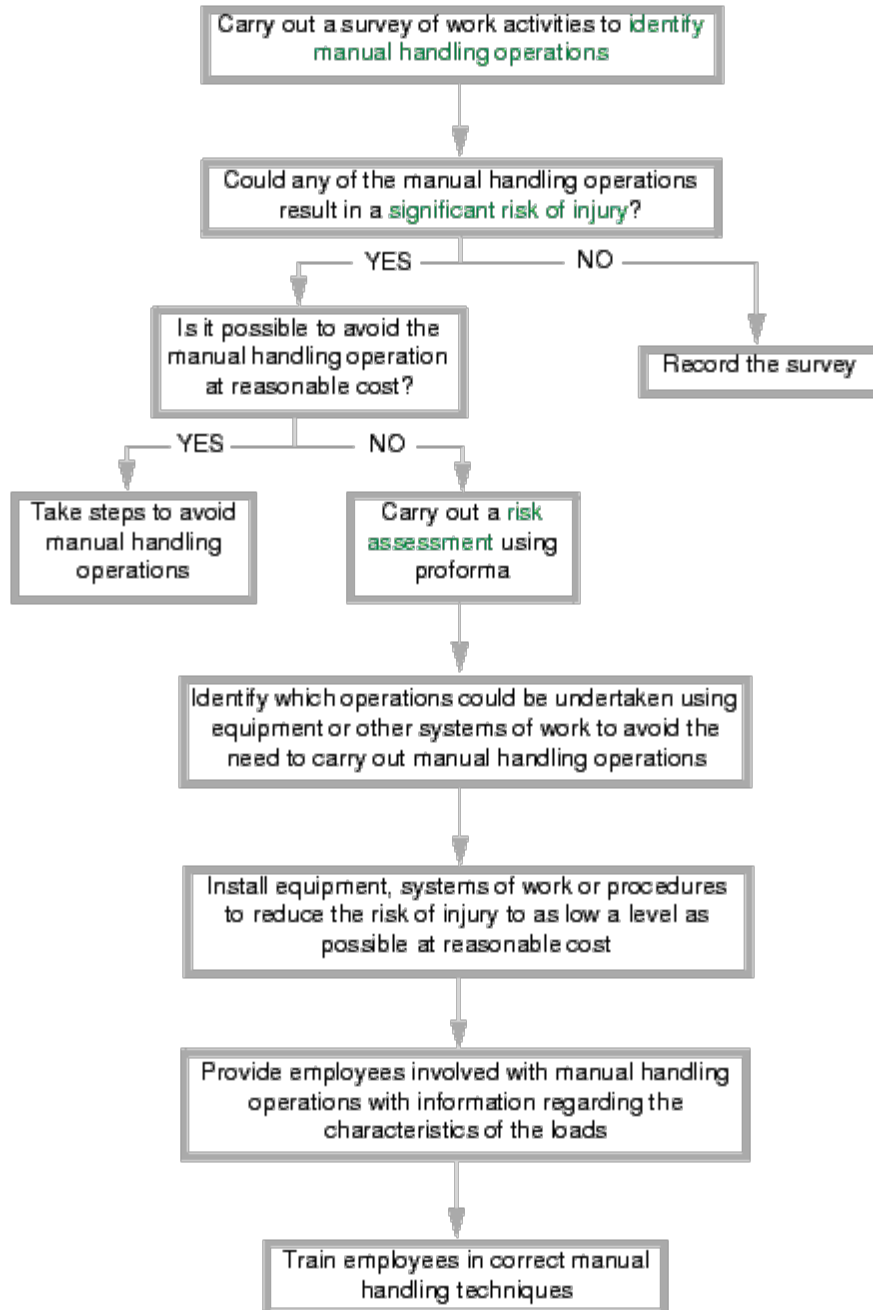 Carry out a survey of work activities to identify
manual handling operations
Could any of the manual handling operations
result in a significant risk of injury?
YES
NO
Is it possible to avoid the
manual handling operation
at reasonable cost?
Record the survey
YES
NO
Take steps to avoid
manual handling
operations
Carry out a risk
assessment using
proforma
Identify which operations could be undertaken using
equipment or other systems of work to avoid the
need to carry out manual handling operations
Install equipment, systems of work or procedures
to reduce the risk of injury to as low a level as
possible at reasonable cost
Provide employees involved with manual handling
operations with information regarding the
characteristics of the loads
Train employees in correct manual
handling techniques